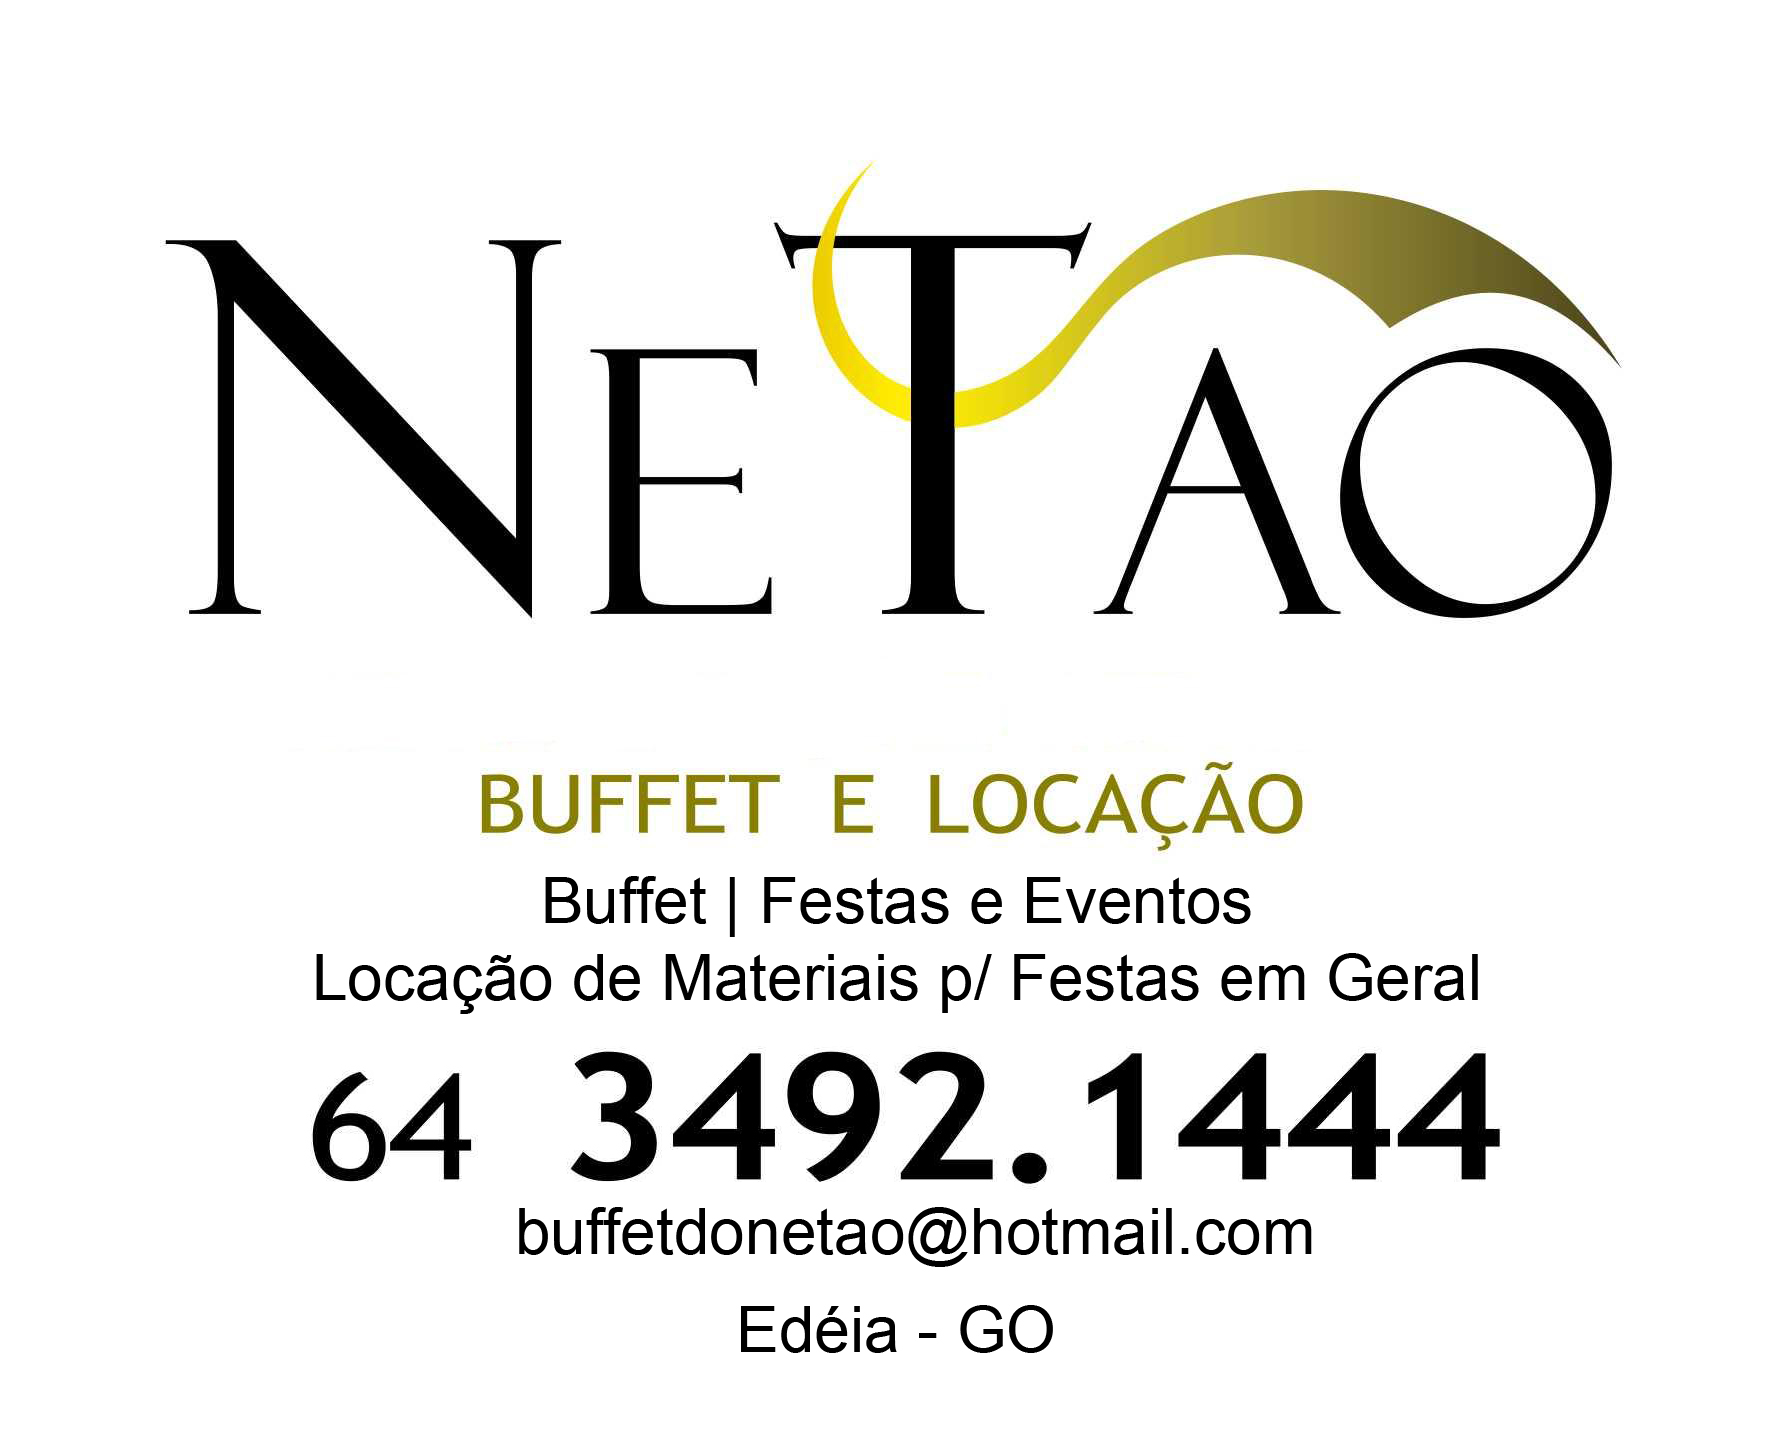 NETAO
BUFFET E LOCAÇÃO
Buffet | Festas e Eventos
Locação de Materiais p/ Festas em Geral
64 3492.1444
buffetdonetao@hotmail.com
Edéia - GO